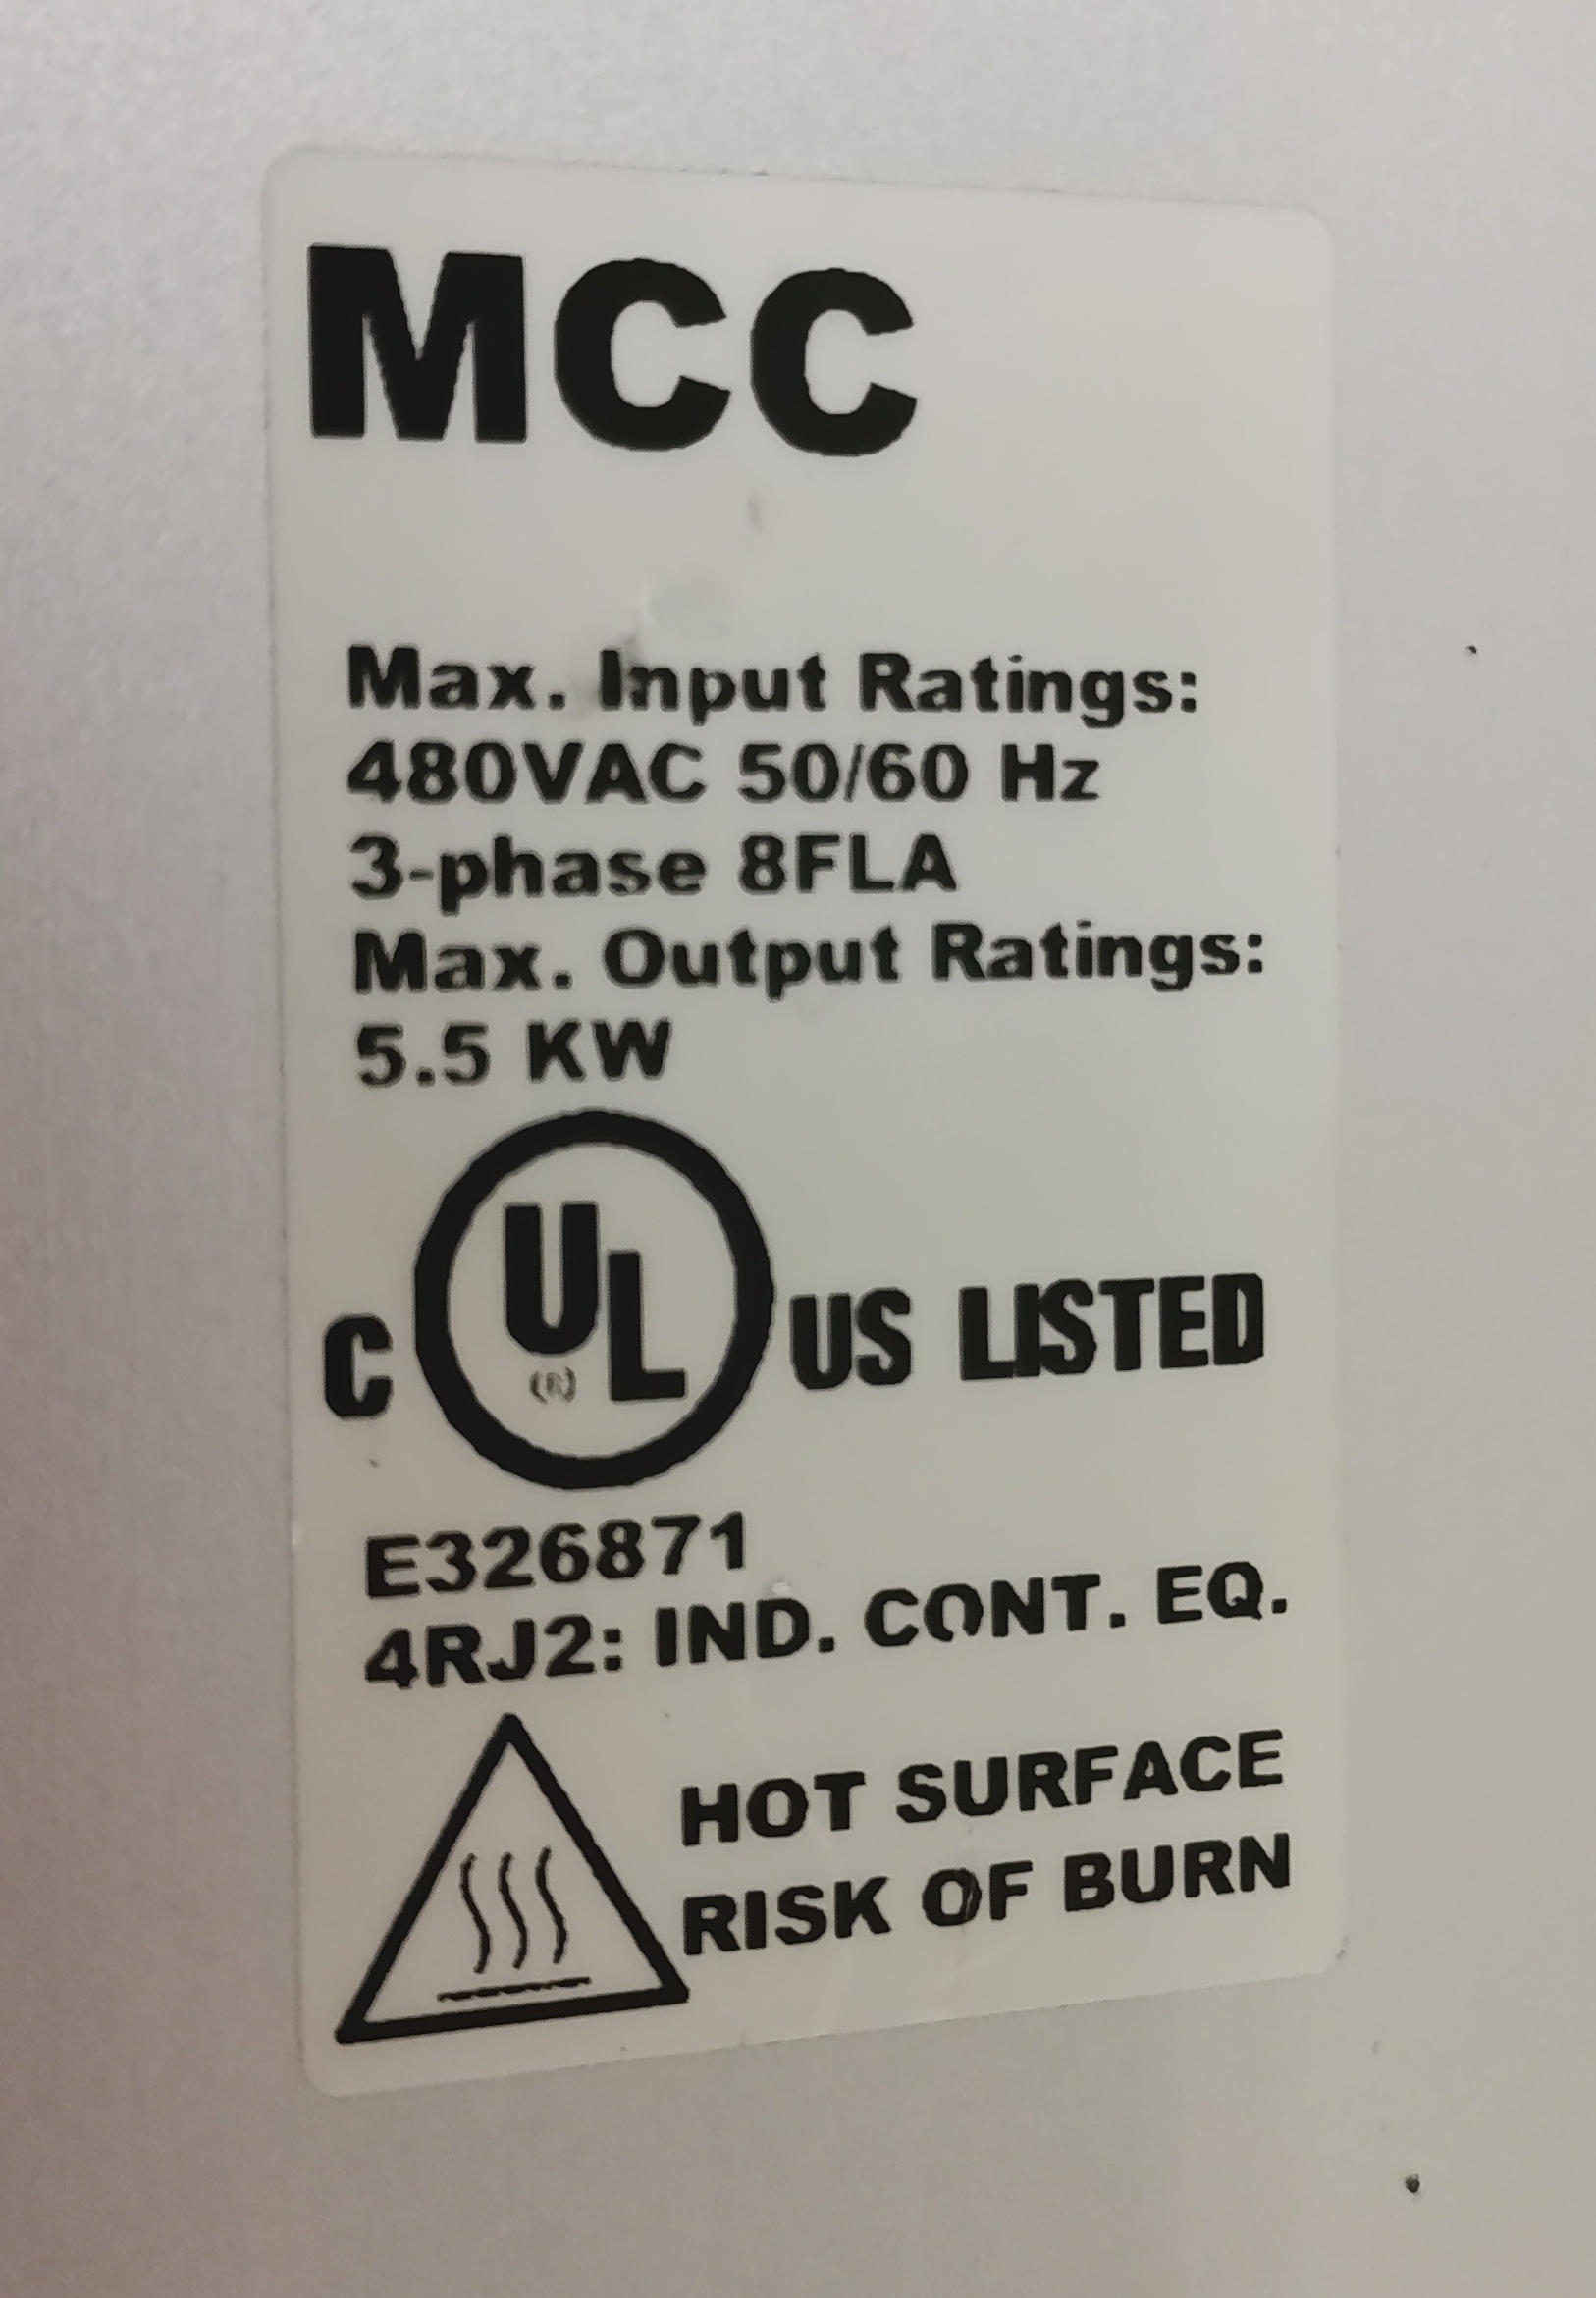 MCC
Max. Input Ratings:
480VAC 50/60 Hz
3-phase 8FLA
Max. Output Ratings:
5.5 KW
C UL (R) US LISTED
E326871
4RJ2: IND. CONT. EQ.
HOT SURFACE
RISK OF BURN